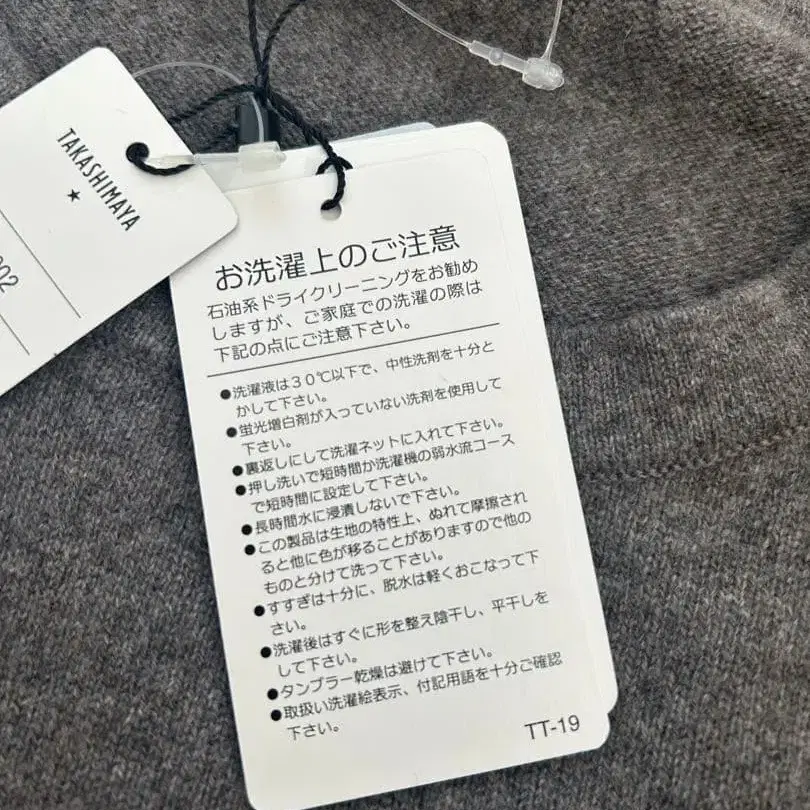 TAKASHIMAYA
★
002
お洗濯上のご注意
石油系ドライクリーニングをお勧め
しますが、ご家庭での洗濯の際は
下記の点にご注意下さい。
●洗濯液は３０℃以下で、中性洗剤を十分と
かして下さい。
●蛍光増白剤が入っていない洗剤を使用して
下さい。
●裏返しにして洗濯ネットに入れて下さい。
●押し洗いで短時間か洗濯機の弱水流コース
で短時間に設定して下さい。
●長時間水に浸漬しないで下さい。
●この製品は生地の特性上、ぬれて摩擦され
ると他に色が移ることがありますので他の
ものと分けて洗って下さい。
●すすぎは十分に、脱水は軽くおこなって下
さい。
●洗濯後はすぐに形を整え陰干し、平干しを
して下さい。
●タンブラー乾燥は避けて下さい。
●取扱い洗濯絵表示、付記用語を十分ご確認
下さい。
TT-19